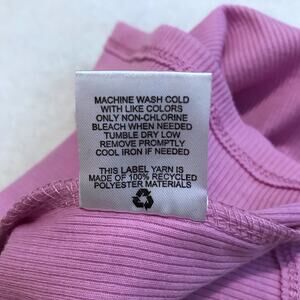 MACHINE WASH COLD
WITH LIKE COLORS
ONLY NON-CHLORINE
BLEACH WHEN NEEDED
TUMBLE DRY LOW
REMOVE PROMPTLY
COOL IRON IF NEEDED
THIS LABEL YARN IS
MADE OF 100% RECYCLED
POLYESTER MATERIALS